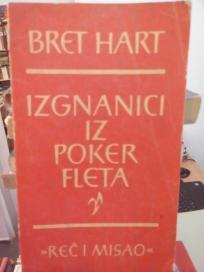 BRET HART
IZGNANICI
IZ
POKER
FLETA
»REČ I MISAO«